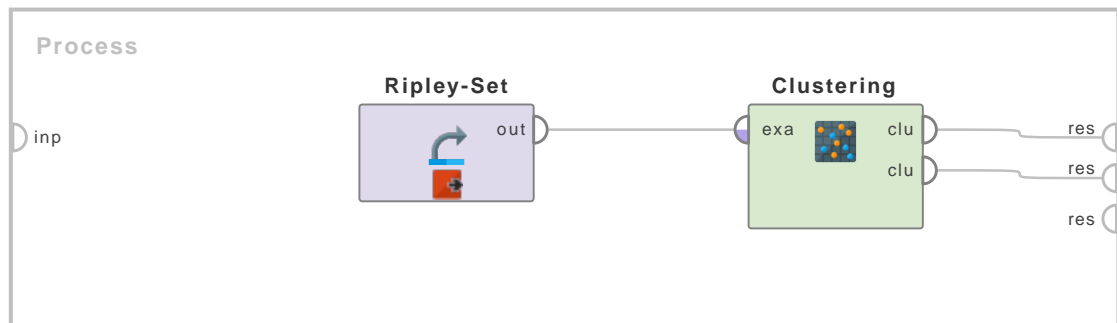 Process
Ripley-Set
Clustering
inp
out
exa
clu
res
clu
res
res